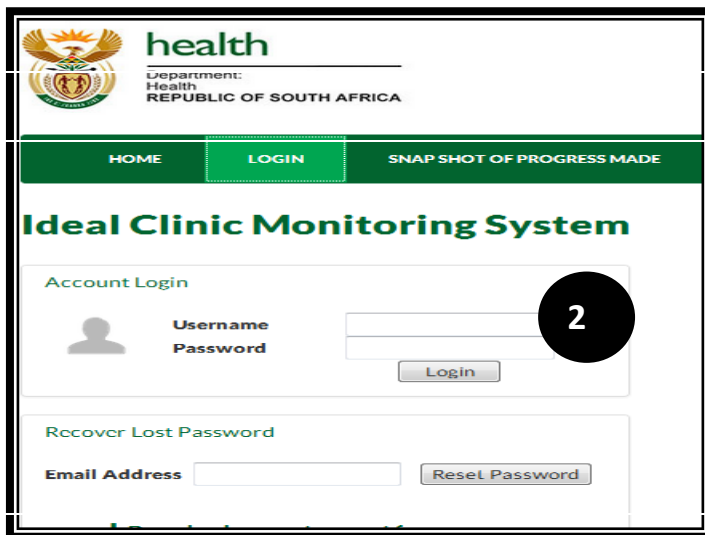 health
Department:
Health
REPUBLIC OF SOUTH AFRICA
HOME LOGIN SNAP SHOT OF PROGRESS MADE
Ideal Clinic Monitoring System
Account Login
Username
2
Password
Login
Recover Lost Password
Email Address Reset Password